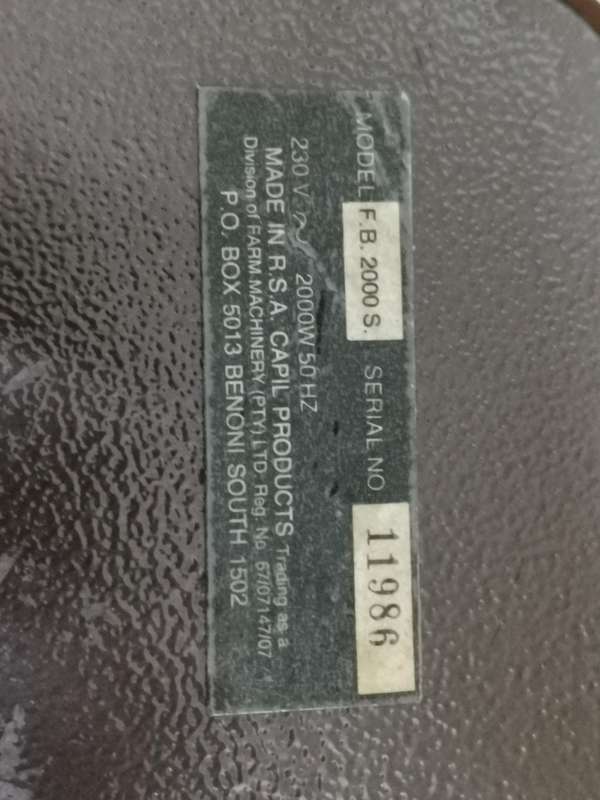 MODEL F.B. 2000 S. SERIAL NO 11986
230 V ~ 2000W 50 HZ
MADE IN R.S.A. CAPIL PRODUCTS Trading as a
Division of FARM MACHINERY (PTY) LTD. Reg. No. 67/07147/07
P.O. BOX 5013 BENONI SOUTH 1502